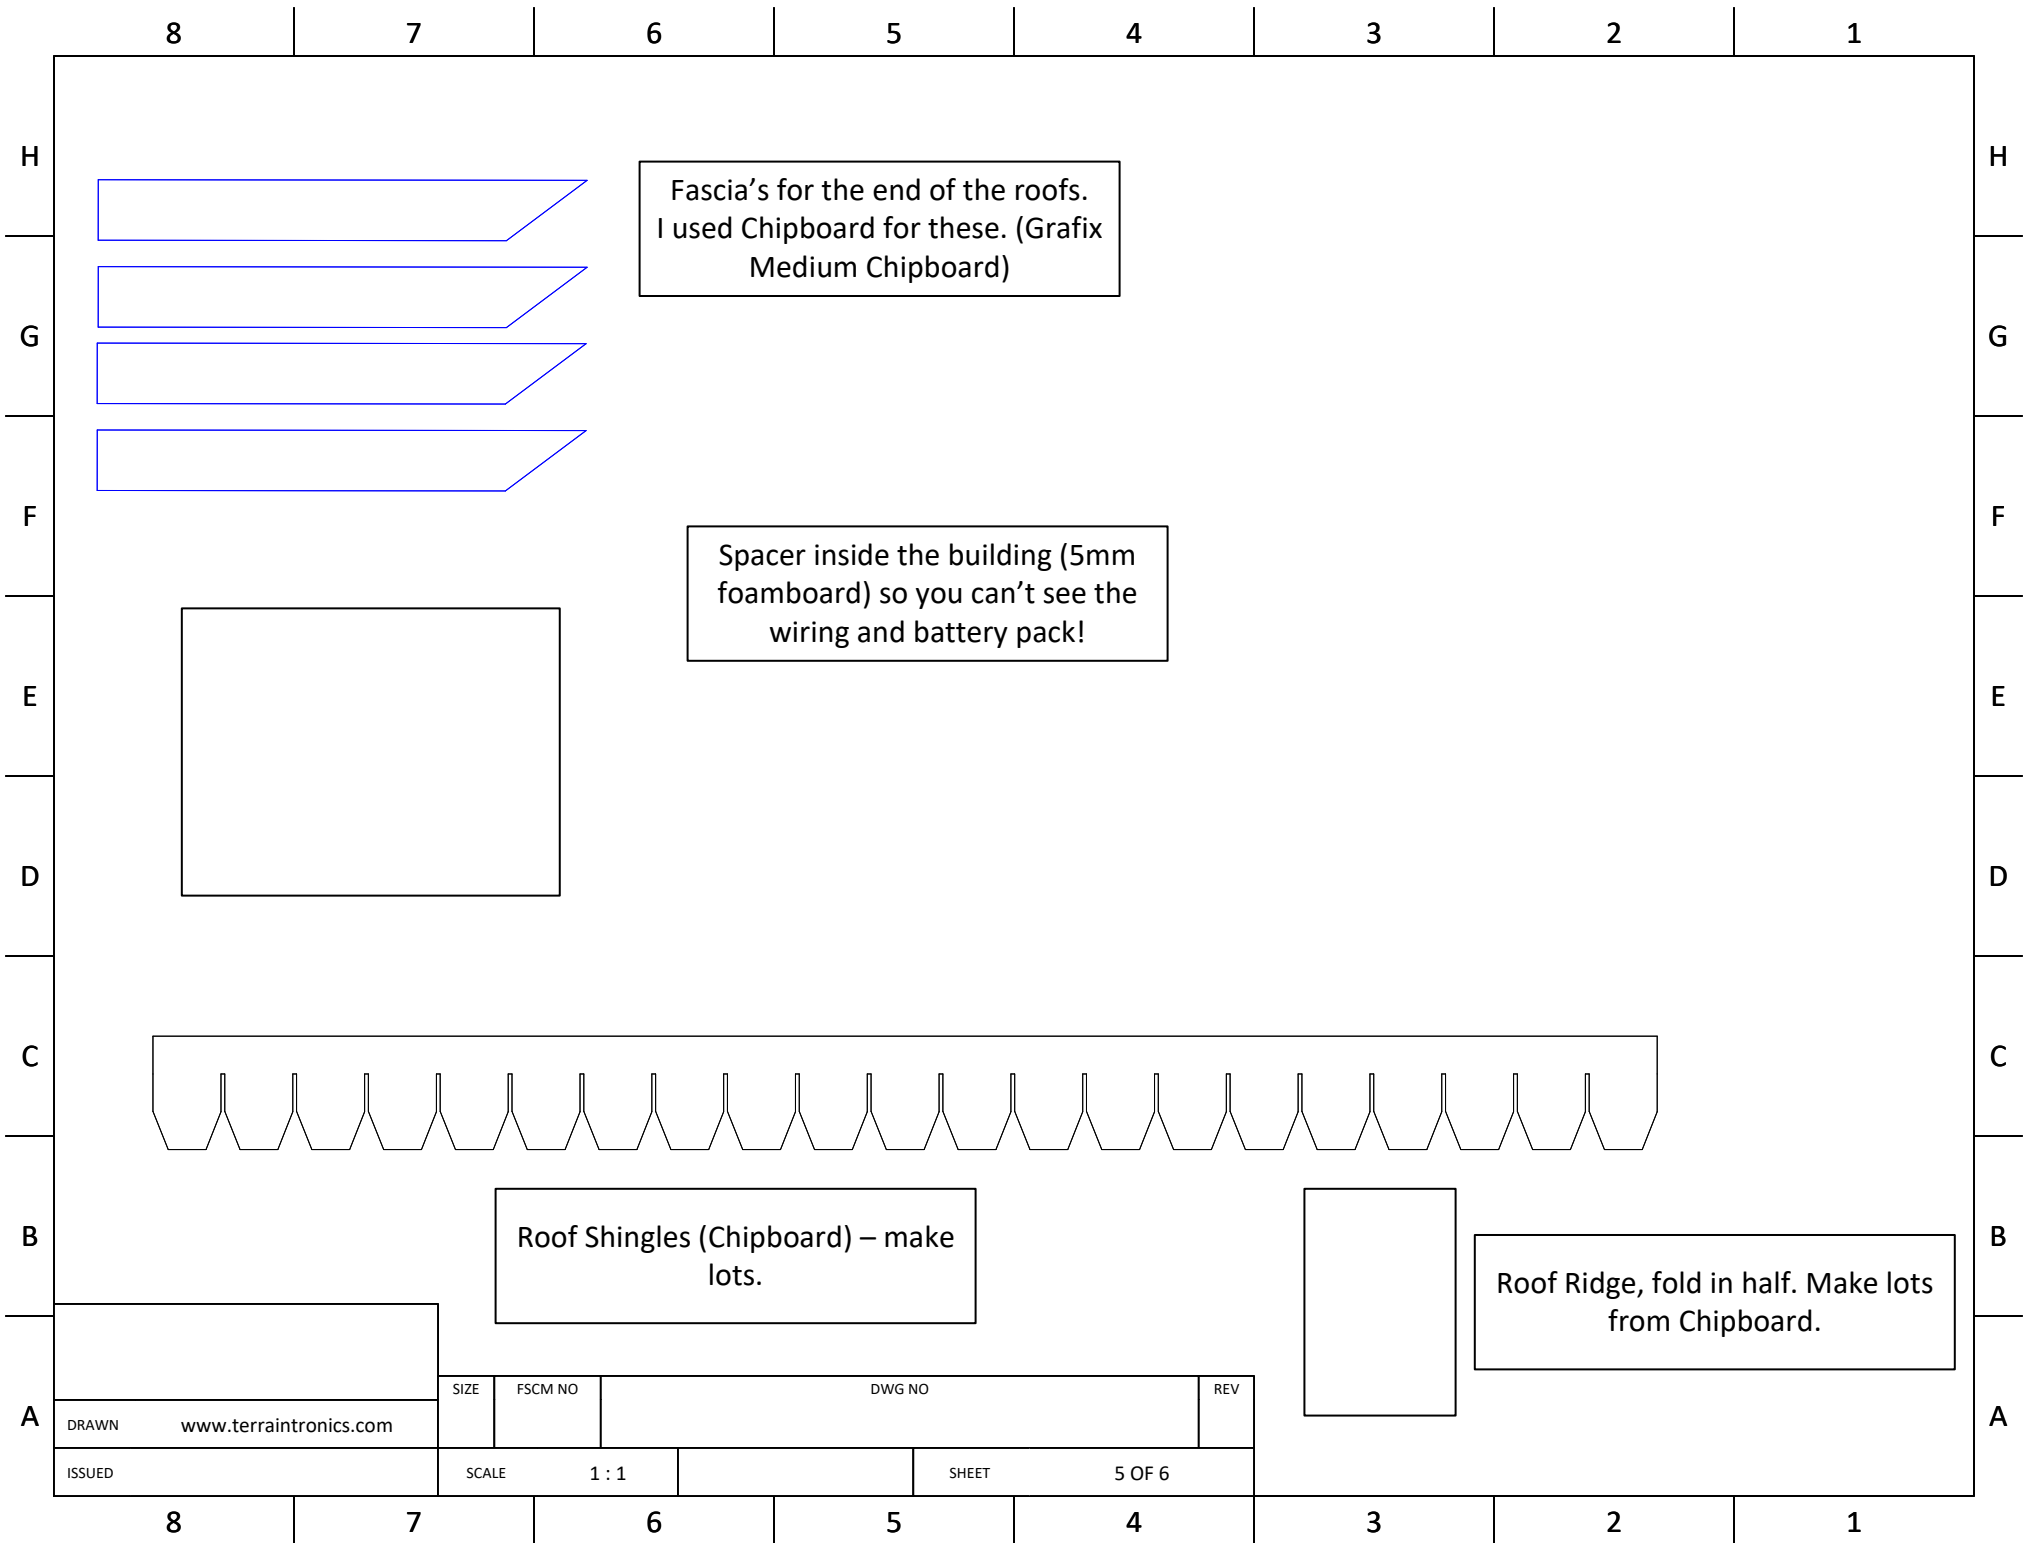 8 7 6 5 4 3 2 1
H H
Fascia’s for the end of the roofs.
I used Chipboard for these. (Grafix
Medium Chipboard)
G G
F F
Spacer inside the building (5mm
foamboard) so you can’t see the
wiring and battery pack!
E E
D D
C C
B B
Roof Shingles (Chipboard) – make
lots.
Roof Ridge, fold in half. Make lots
from Chipboard.
A A
SIZE FSCM NO DWG NO REV
DRAWN www.terraintronics.com
ISSUED SCALE 1 : 1 SHEET 5 OF 6
8 7 6 5 4 3 2 1